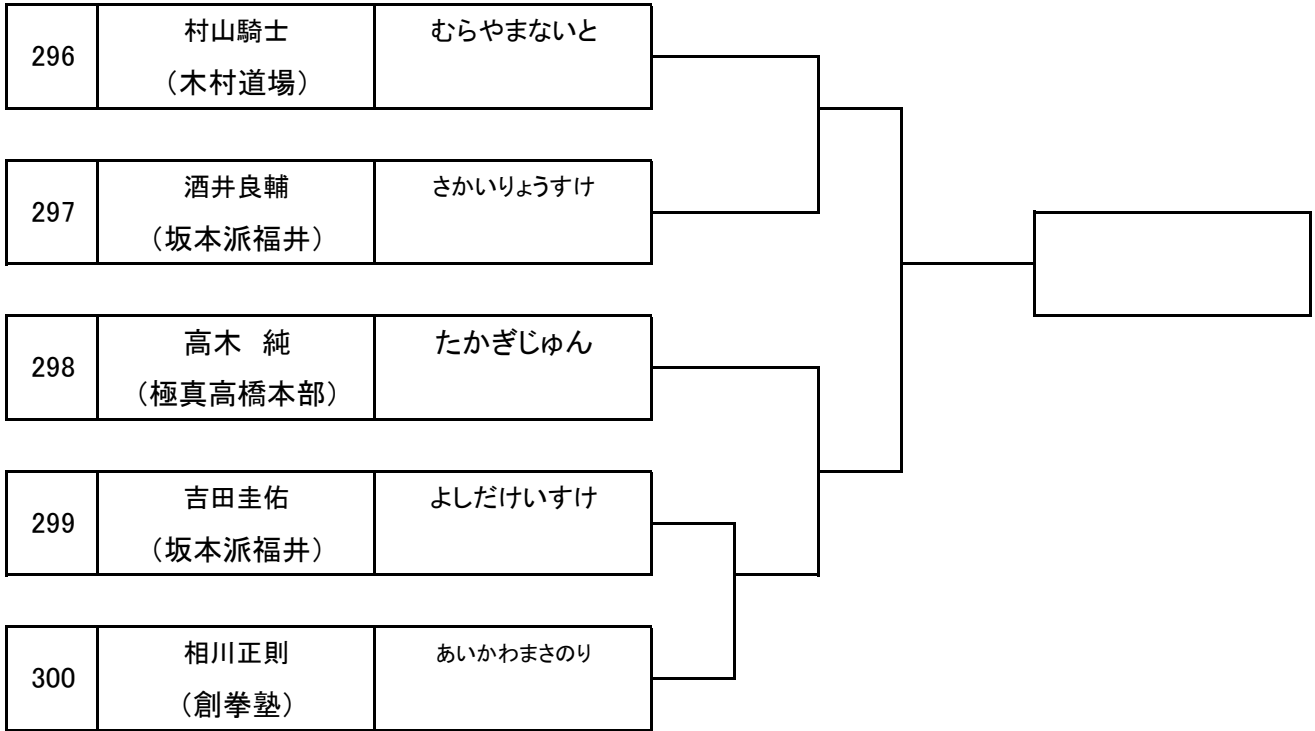 296
村山騎士
（木村道場）
むらやまないと
297
酒井良輔
（坂本派福井）
さかいりょうすけ
298
高木　純
（極真高橋本部）
たかぎじゅん
299
吉田圭佑
（坂本派福井）
よしだけいすけ
300
相川正則
（創拳塾）
あいかわまさのり